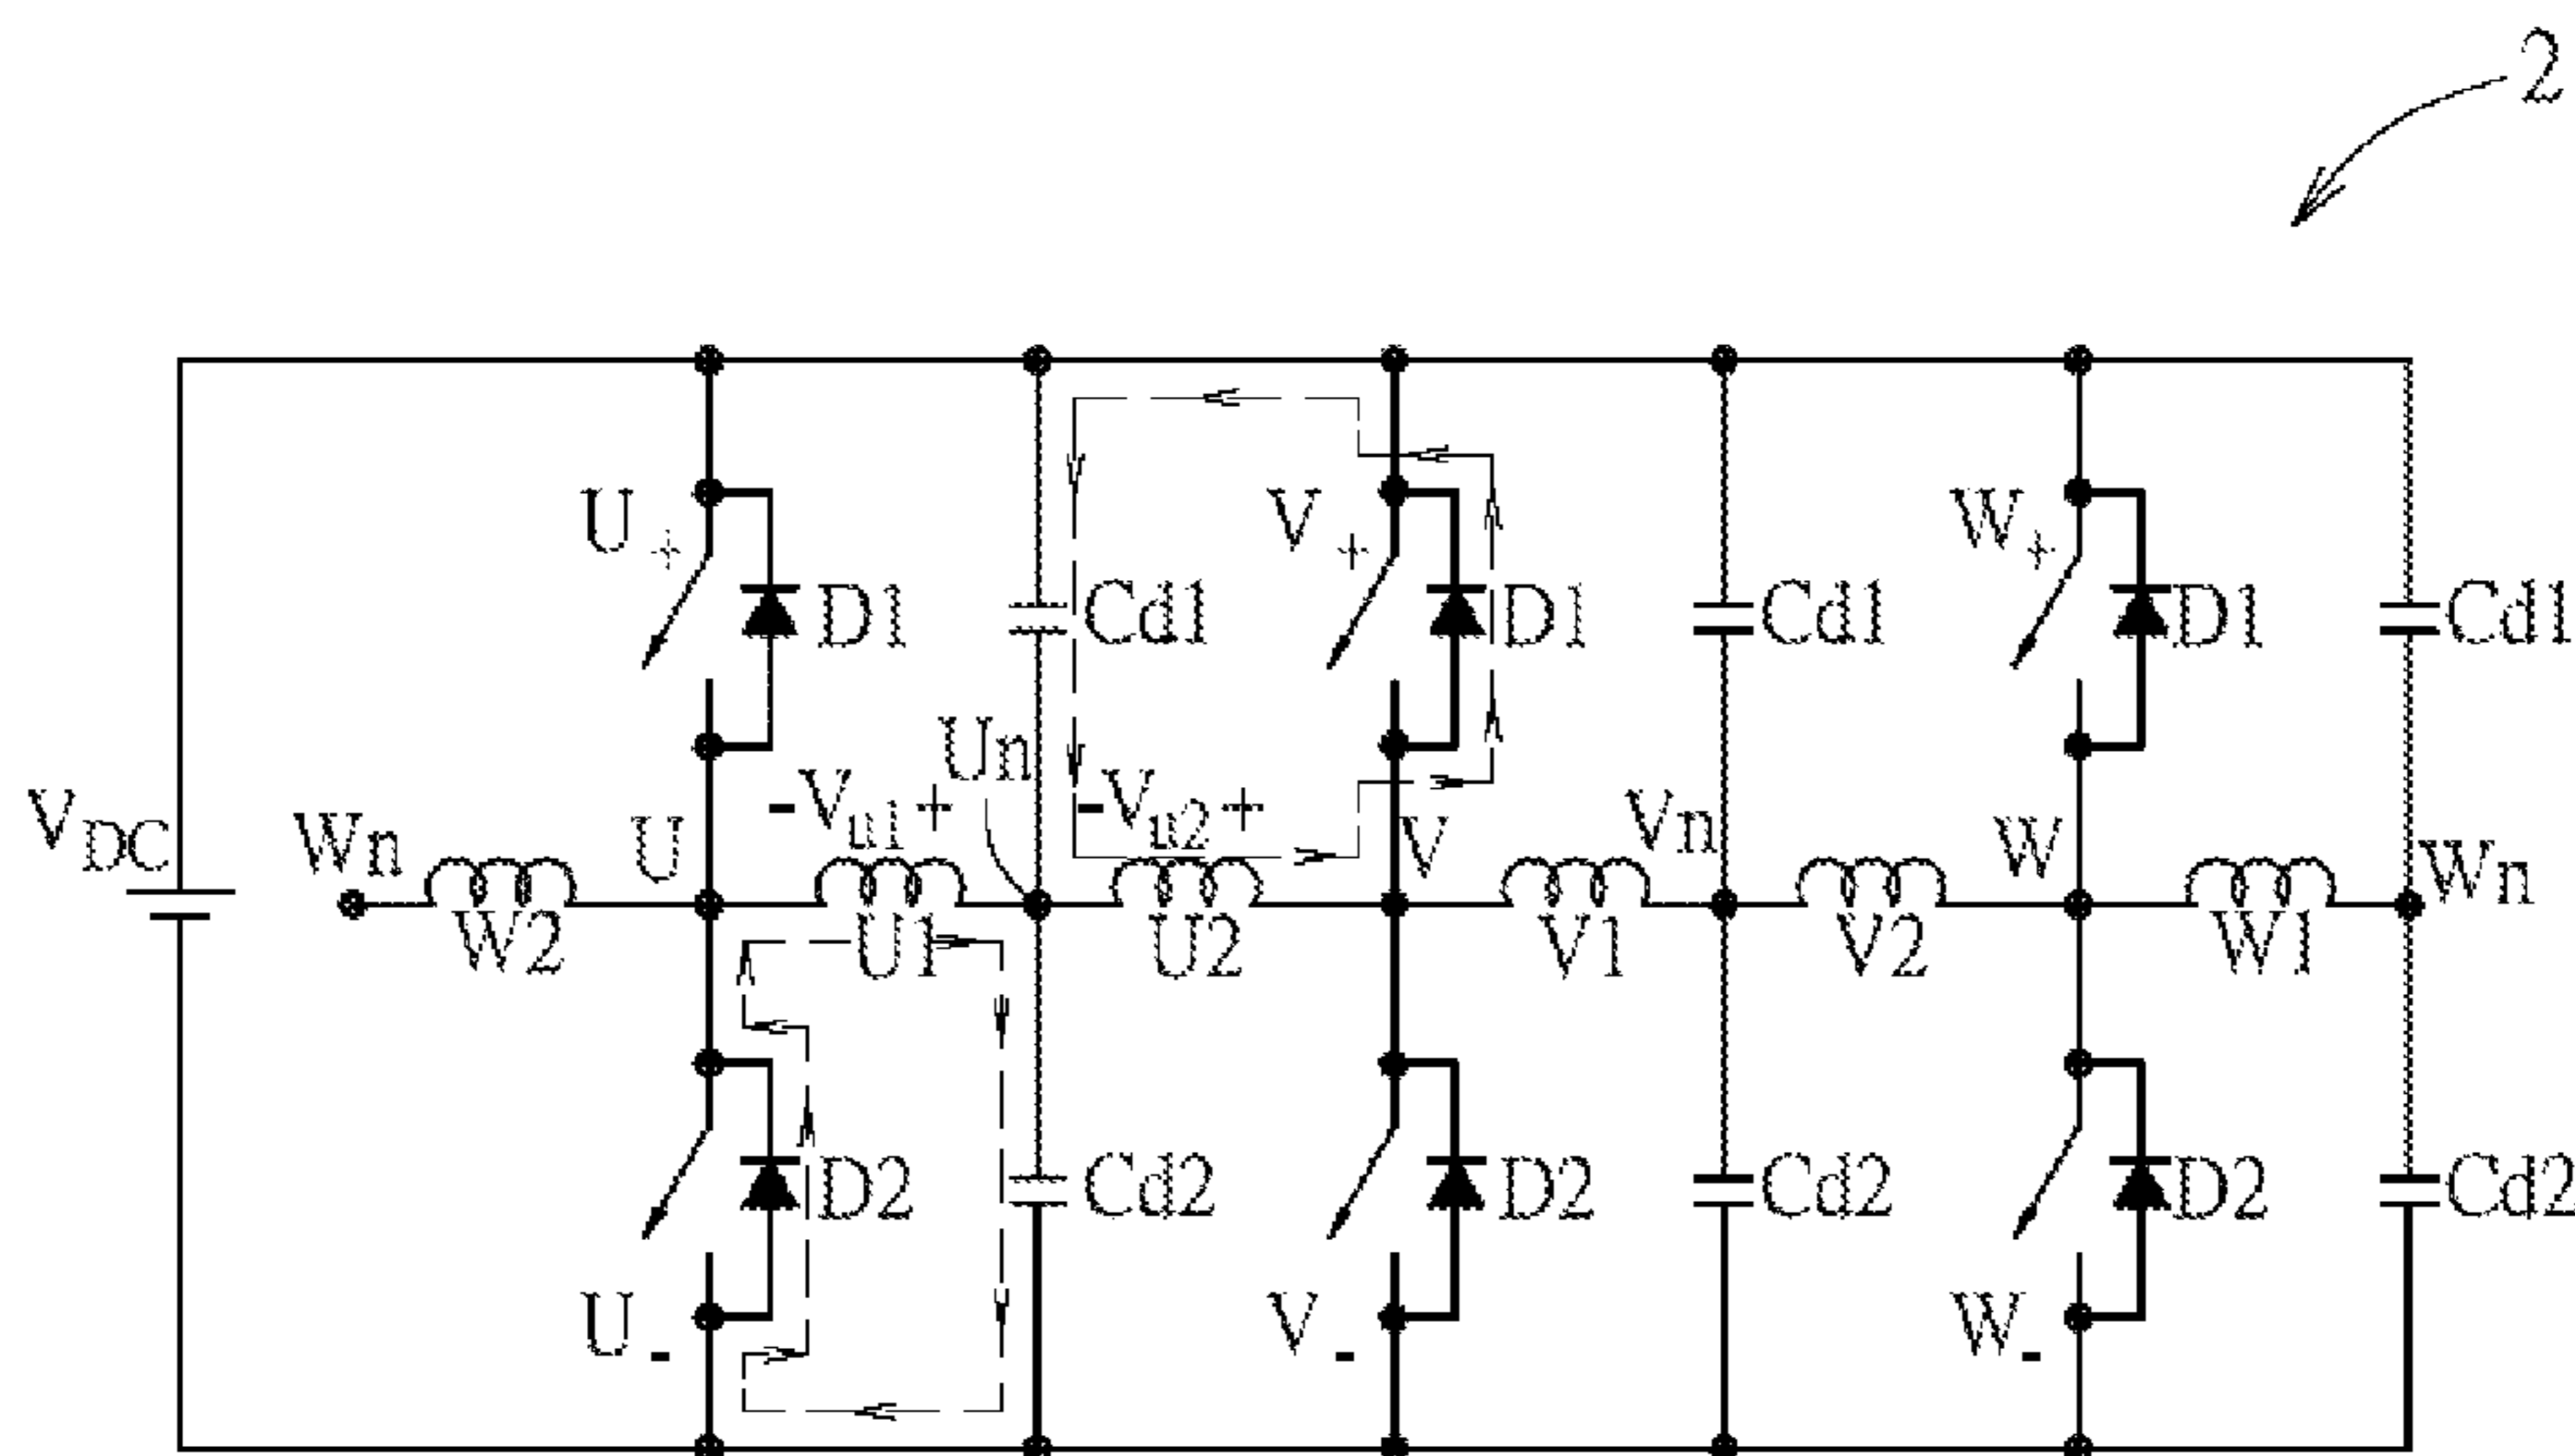 2
U+ D1 Cd1 V+ D1 Cd1 W+ D1 Cd1
Un
VDC Wn U -Vu1+ -Vu2+ V Vn W Wn
W2 U1 U2 V1 V2 W1
D2 Cd2 D2 Cd2 D2 Cd2
U- V- W-